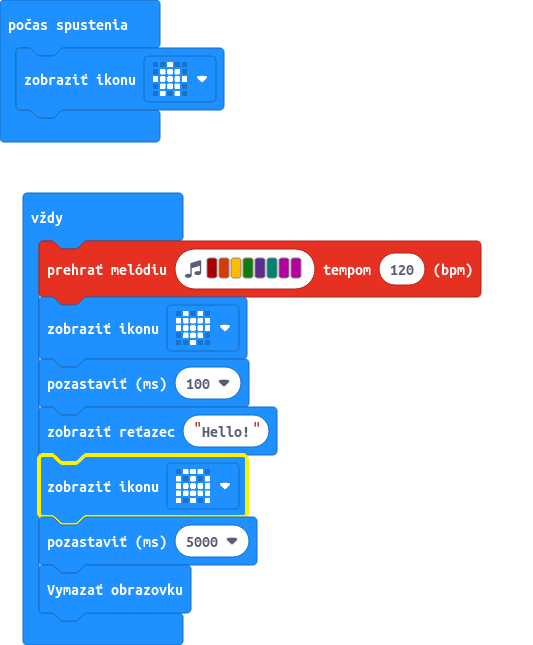 počas spustenia
zobraziť ikonu
vždy
prehrať melódiu tempom 120 (bpm)
zobraziť ikonu
pozastaviť (ms) 100
zobraziť reťazec "Hello!"
zobraziť ikonu
pozastaviť (ms) 5000
Vymazať obrazovku